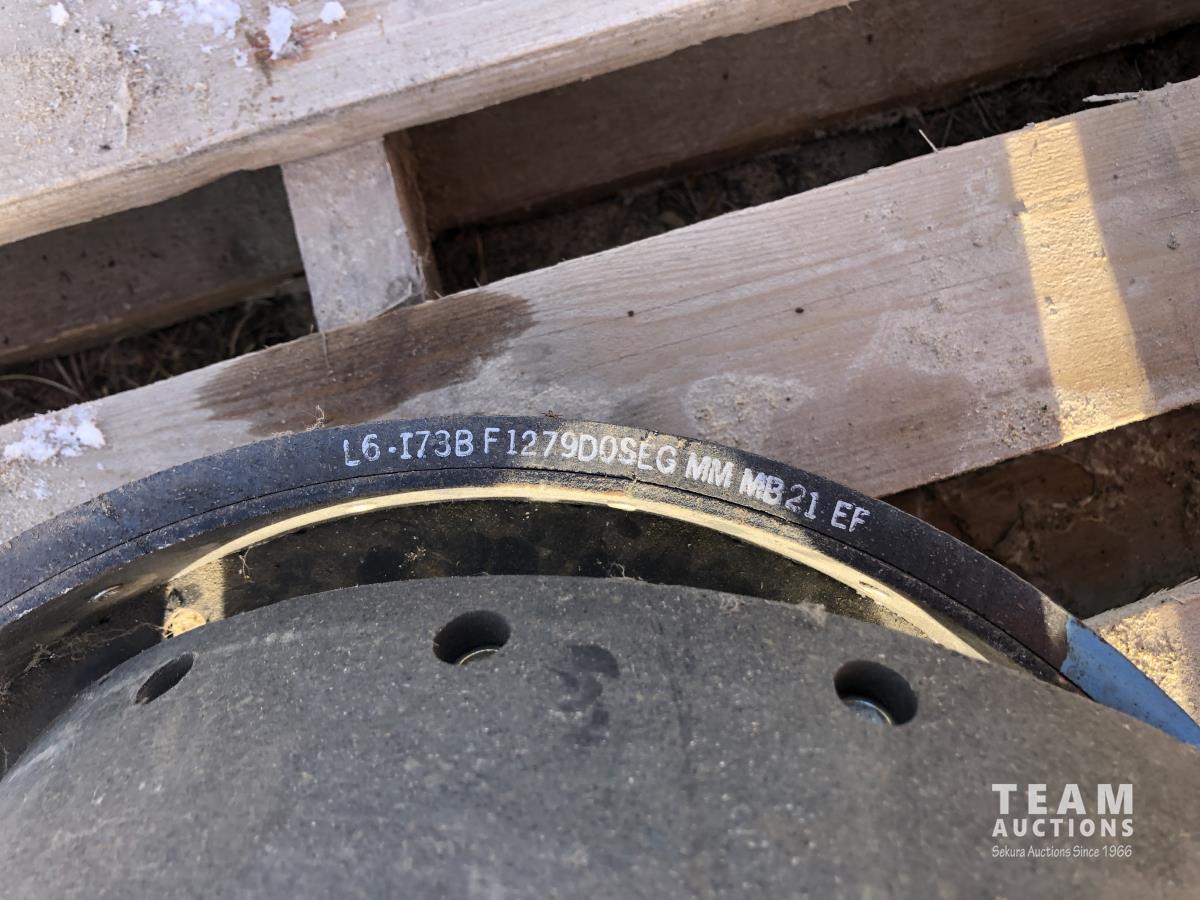 L6-I73B F1279D0SEG MM MB21 EF
TEAM
AUCTIONS
Sekura Auctions Since 1966